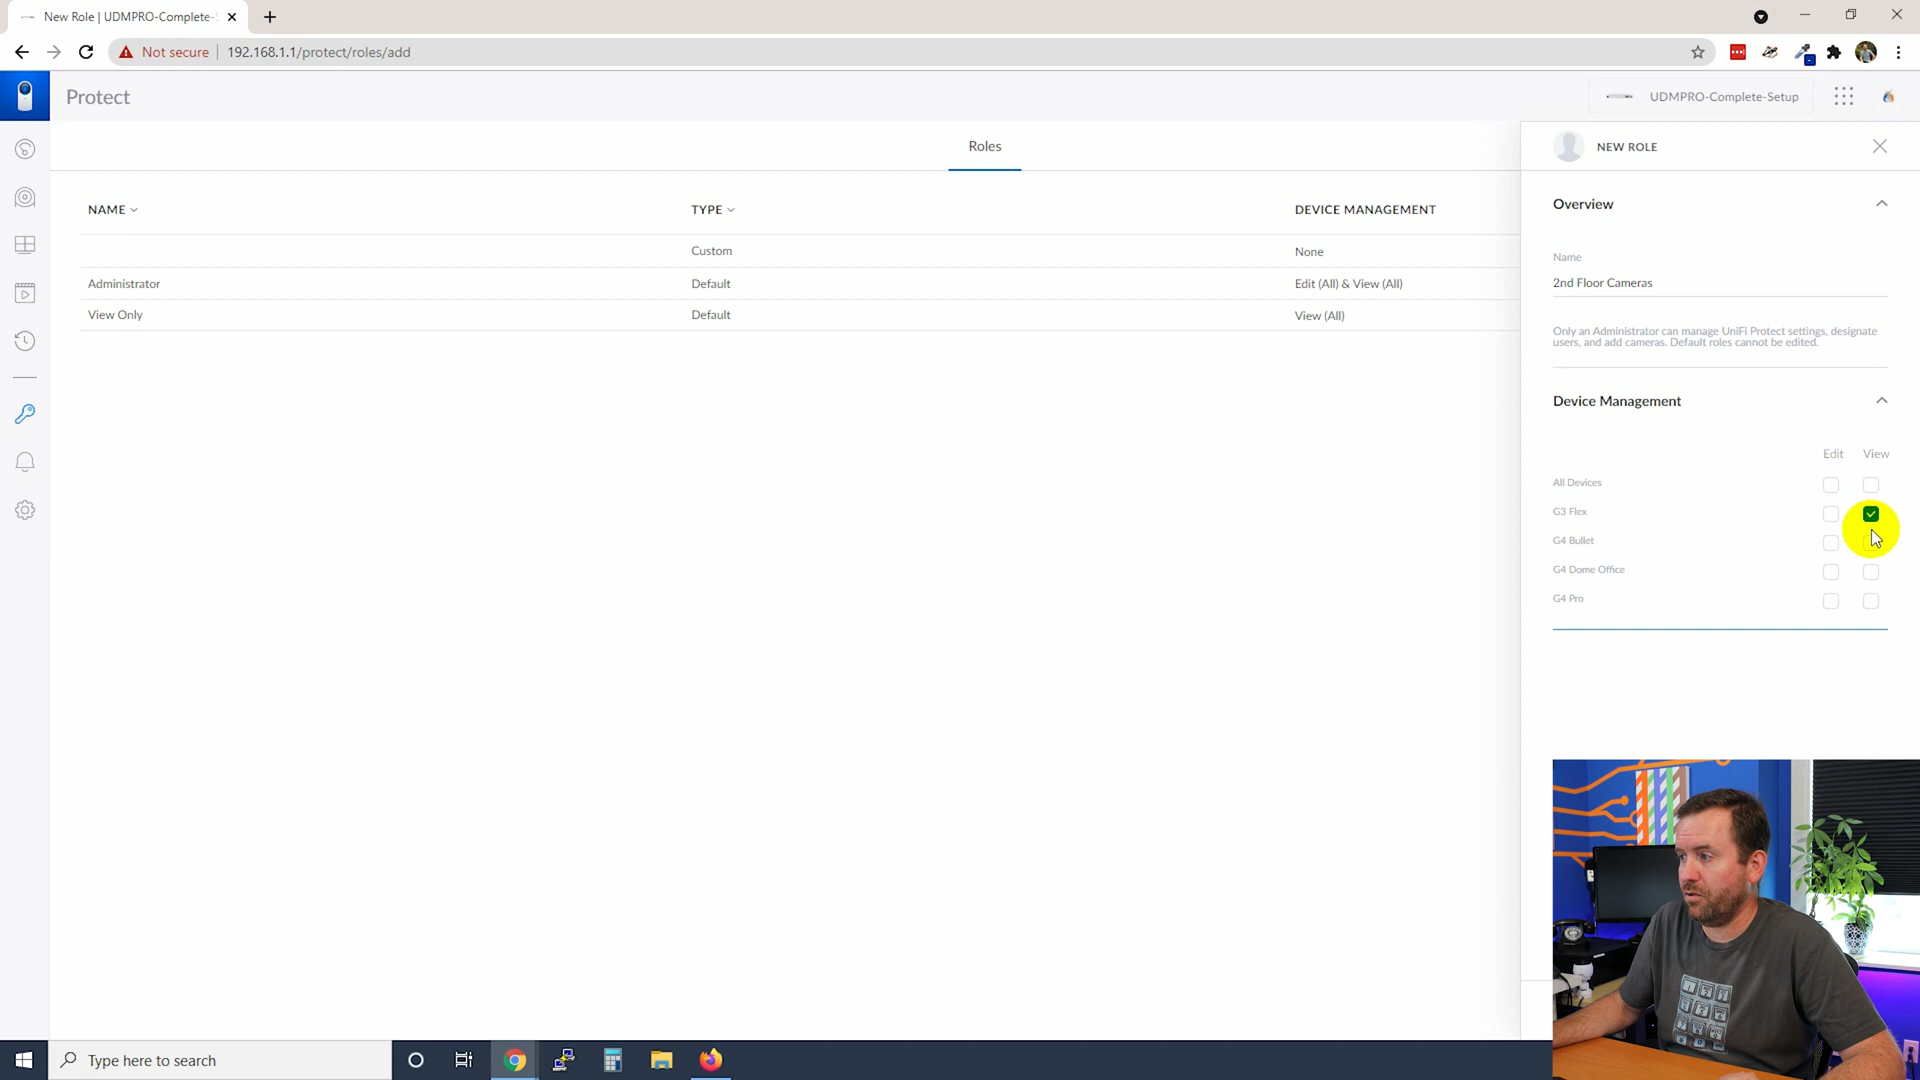 New Role | UDMPRO-Complete-S
Not secure
192.168.1.1/protect/roles/add
Protect
UDMPRO-Complete-Setup
Roles
NEW ROLE
NAME
TYPE
DEVICE MANAGEMENT
Custom
None
Administrator
Default
Edit (All) & View (All)
View Only
Default
View (All)
Overview
Name
2nd Floor Cameras
Only an Administrator can manage UniFi Protect settings, designate
users, and add cameras. Default roles cannot be edited.
Device Management
Edit
View
All Devices
G3 Flex
G4 Bullet
G4 Dome Office
G4 Pro
Type here to search